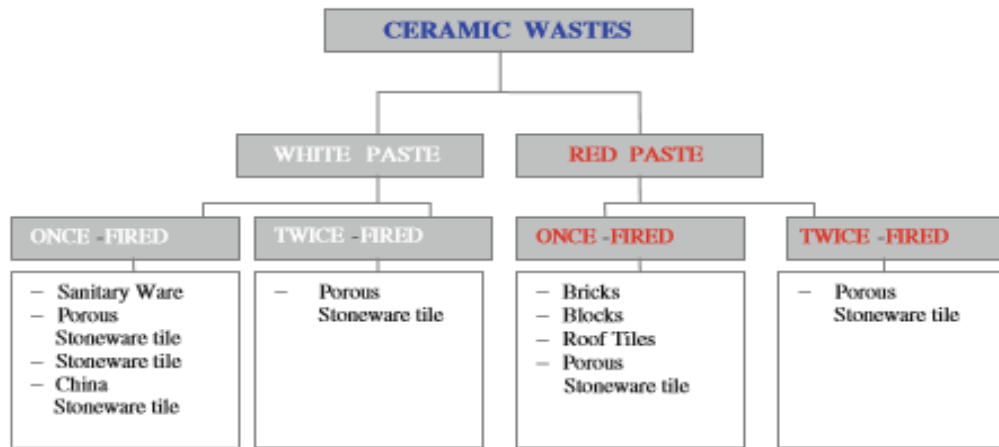 CERAMIC WASTES
WHITE PASTE
RED PASTE
ONCE -FIRED
TWICE -FIRED
ONCE -FIRED
TWICE -FIRED
– Sanitary Ware
– Porous
Stoneware tile
– Stoneware tile
– China
Stoneware tile
– Porous
Stoneware tile
– Bricks
– Blocks
– Roof Tiles
– Porous
Stoneware tile
– Porous
Stoneware tile